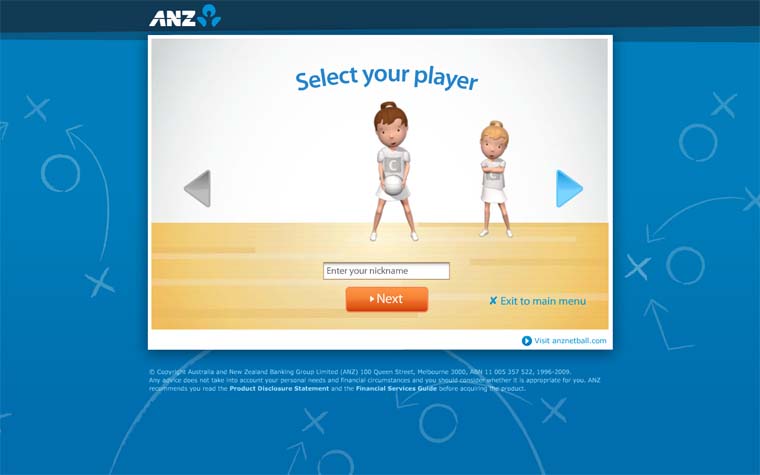 ANZ
Select your player
C
C
Enter your nickname
Next
✘ Exit to main menu
Visit anznetball.com
© Copyright Australia and New Zealand Banking Group Limited (ANZ) 100 Queen Street, Melbourne 3000, ABN 11 005 357 522, 1996-2009.
Any advice does not take into account your personal needs and financial circumstances and you should consider whether it is appropriate for you. ANZ
recommends you read the Product Disclosure Statement and the Financial Services Guide before acquiring the product.